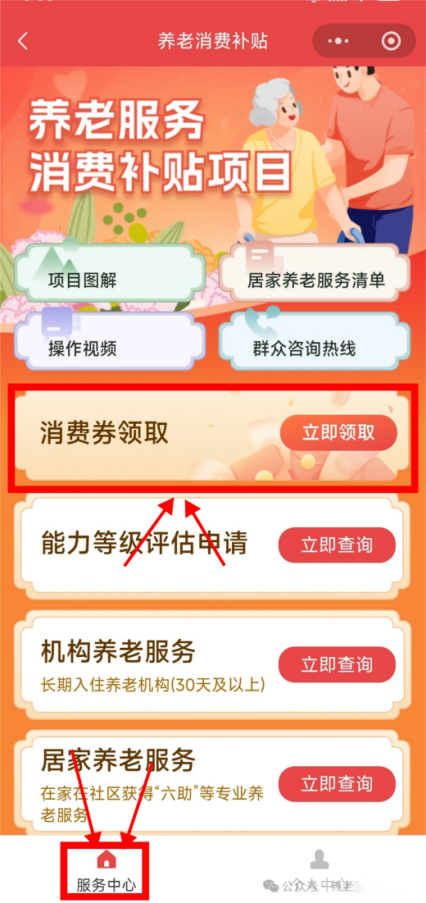 养老消费补贴
养老服务
消费补贴项目
项目图解
居家养老服务清单
操作视频
群众咨询热线
消费券领取
立即领取
能力等级评估申请
立即查询
机构养老服务
长期入住养老机构(30天及以上)
立即查询
居家养老服务
在家在社区获得“六助”等专业养
老服务
立即查询
服务中心